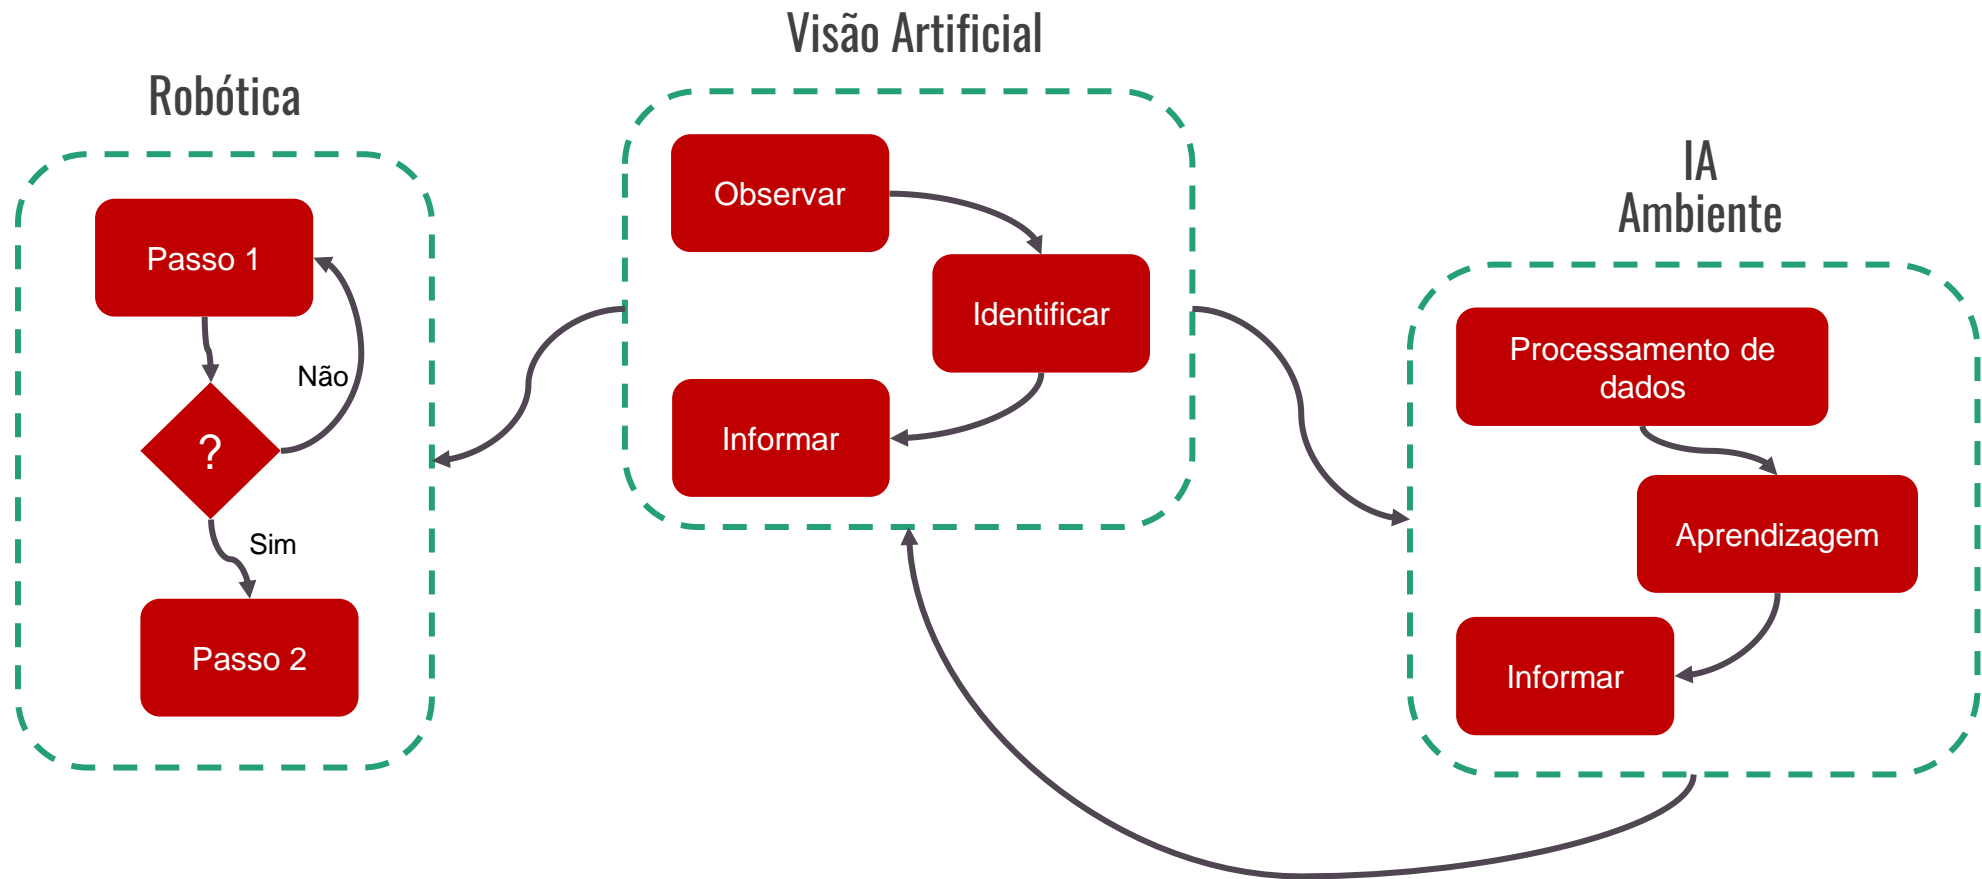 Visão Artificial
Robótica
IA
Ambiente
Passo 1
Não
?
Sim
Passo 2
Observar
Identificar
Informar
Processamento de
dados
Aprendizagem
Informar